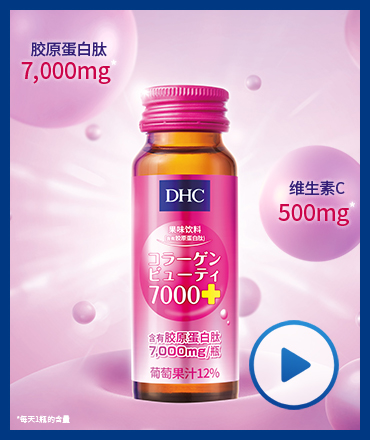 胶原蛋白肽
7,000mg
维生素C
500mg
DHC
果味饮料
コラーゲン
ビューティ
7000+
含有胶原蛋白肽
7,000mg/瓶
葡萄果汁12%
*每天1瓶的含量